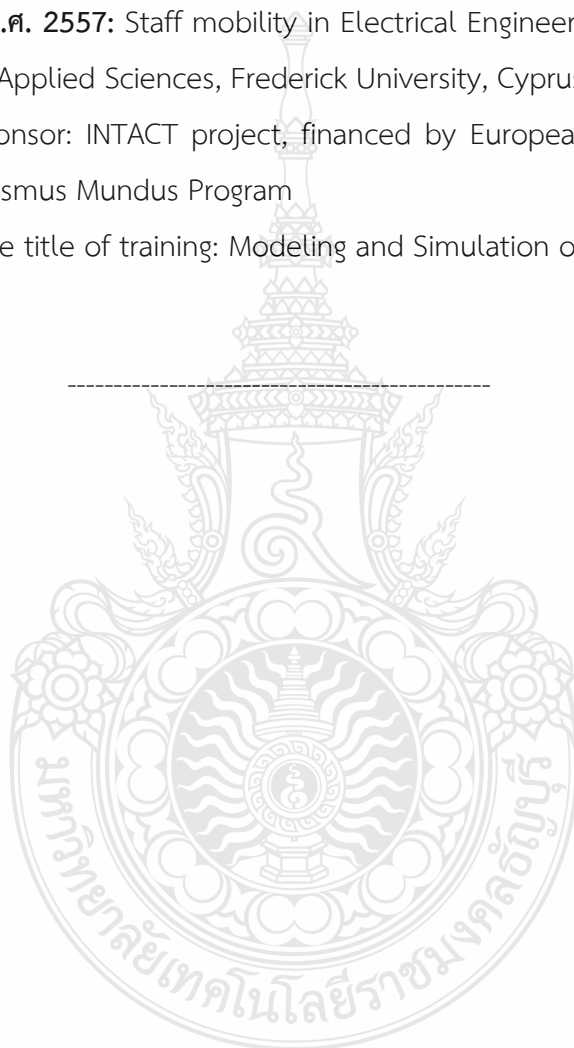 .ศ. 2557: Staff mobility in Electrical Engineer
Applied Sciences, Frederick University, Cyprus
onsor: INTACT project, financed by Europea
smus Mundus Program
e title of training: Modeling and Simulation o
----------------------------------------------
มหาวิทยาลัยเทคโนโลยีราชมงคลธัญบุรี